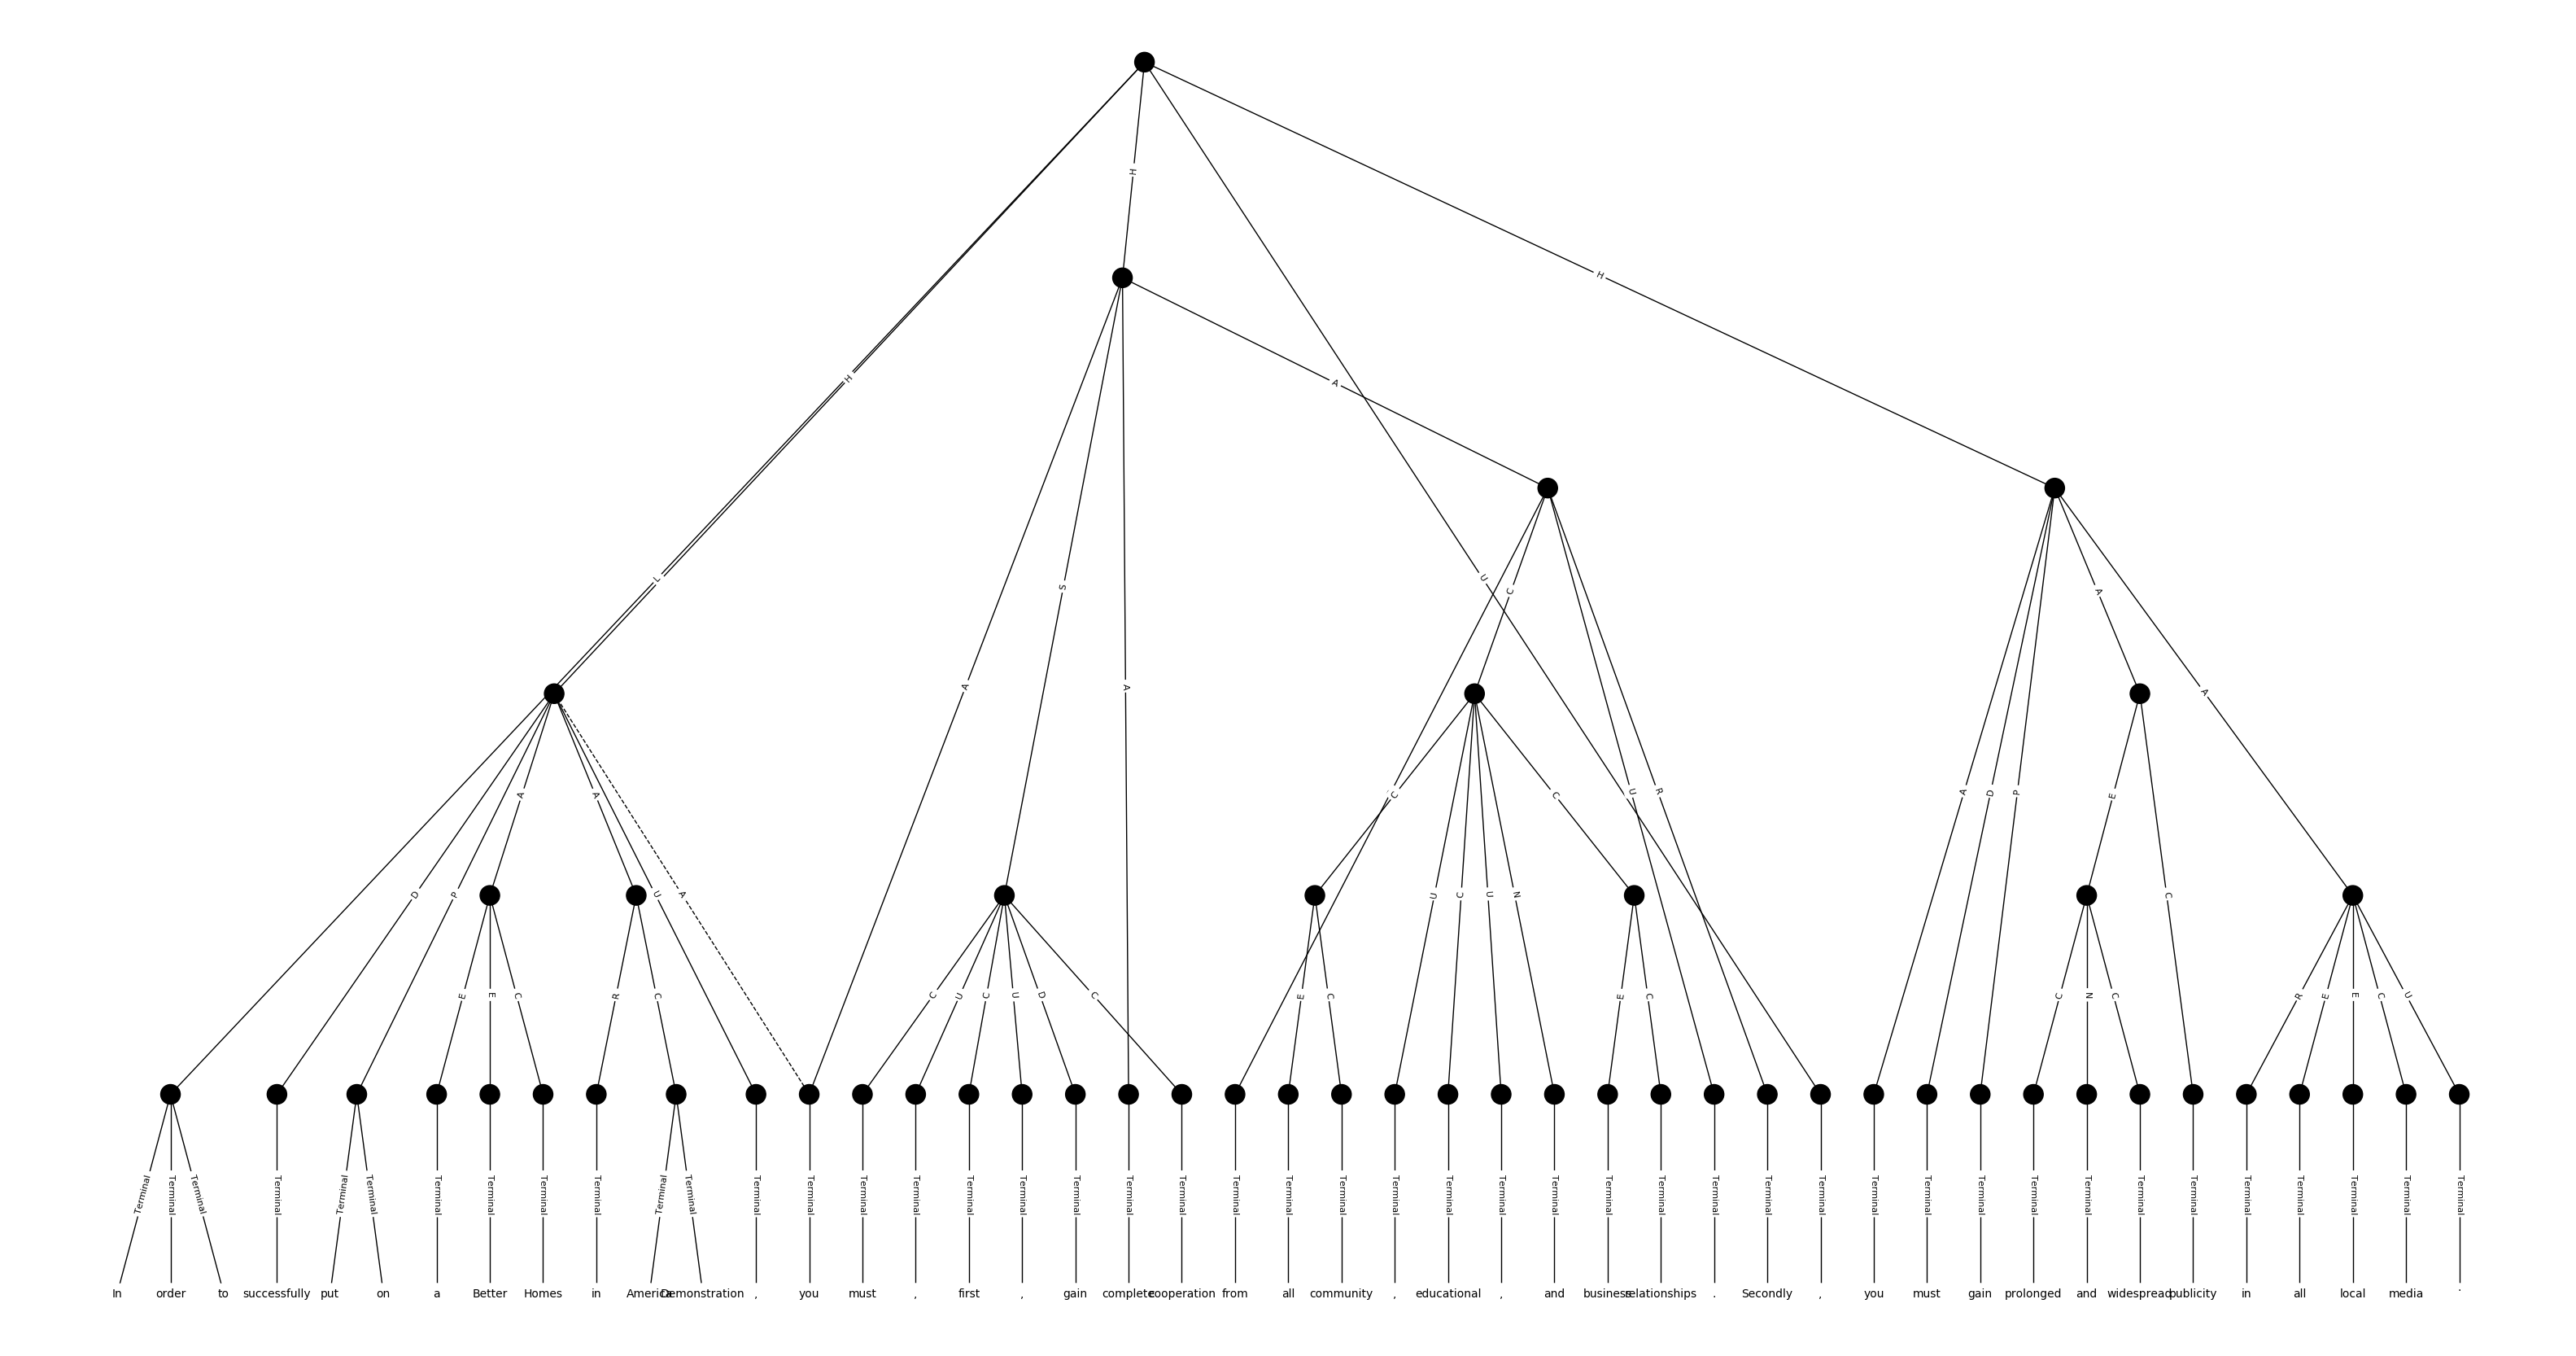 H
H
A
H
L
S
A
A
U
C
A
A
D
P
A
A
U
A
C
C
U
R
A
D
P
E
U
C
U
N
C
E
E
C
R
C
C
U
C
U
D
C
E
C
E
C
C
N
C
R
E
E
C
U
Terminal Terminal Terminal Terminal Terminal Terminal Terminal Terminal Terminal Terminal Terminal Terminal Terminal Terminal Terminal Terminal Terminal Terminal Terminal Terminal Terminal Terminal Terminal Terminal Terminal Terminal Terminal Terminal Terminal Terminal Terminal Terminal Terminal Terminal Terminal Terminal Terminal Terminal Terminal Terminal Terminal Terminal Terminal Terminal Terminal
In order to successfully put on a Better Homes in America Demonstration , you must , first , gain complete cooperation from all community , educational , and business relationships . Secondly , you must gain prolonged and widespread publicity in all local media .